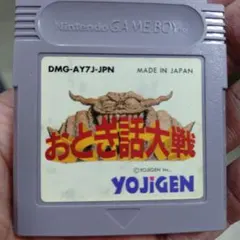 Nintendo GAME BOY
DMG-AY7J-JPN MADE IN JAPAN
おとぎ話大戦
©YOJIGEN Inc.
YOJIGEN